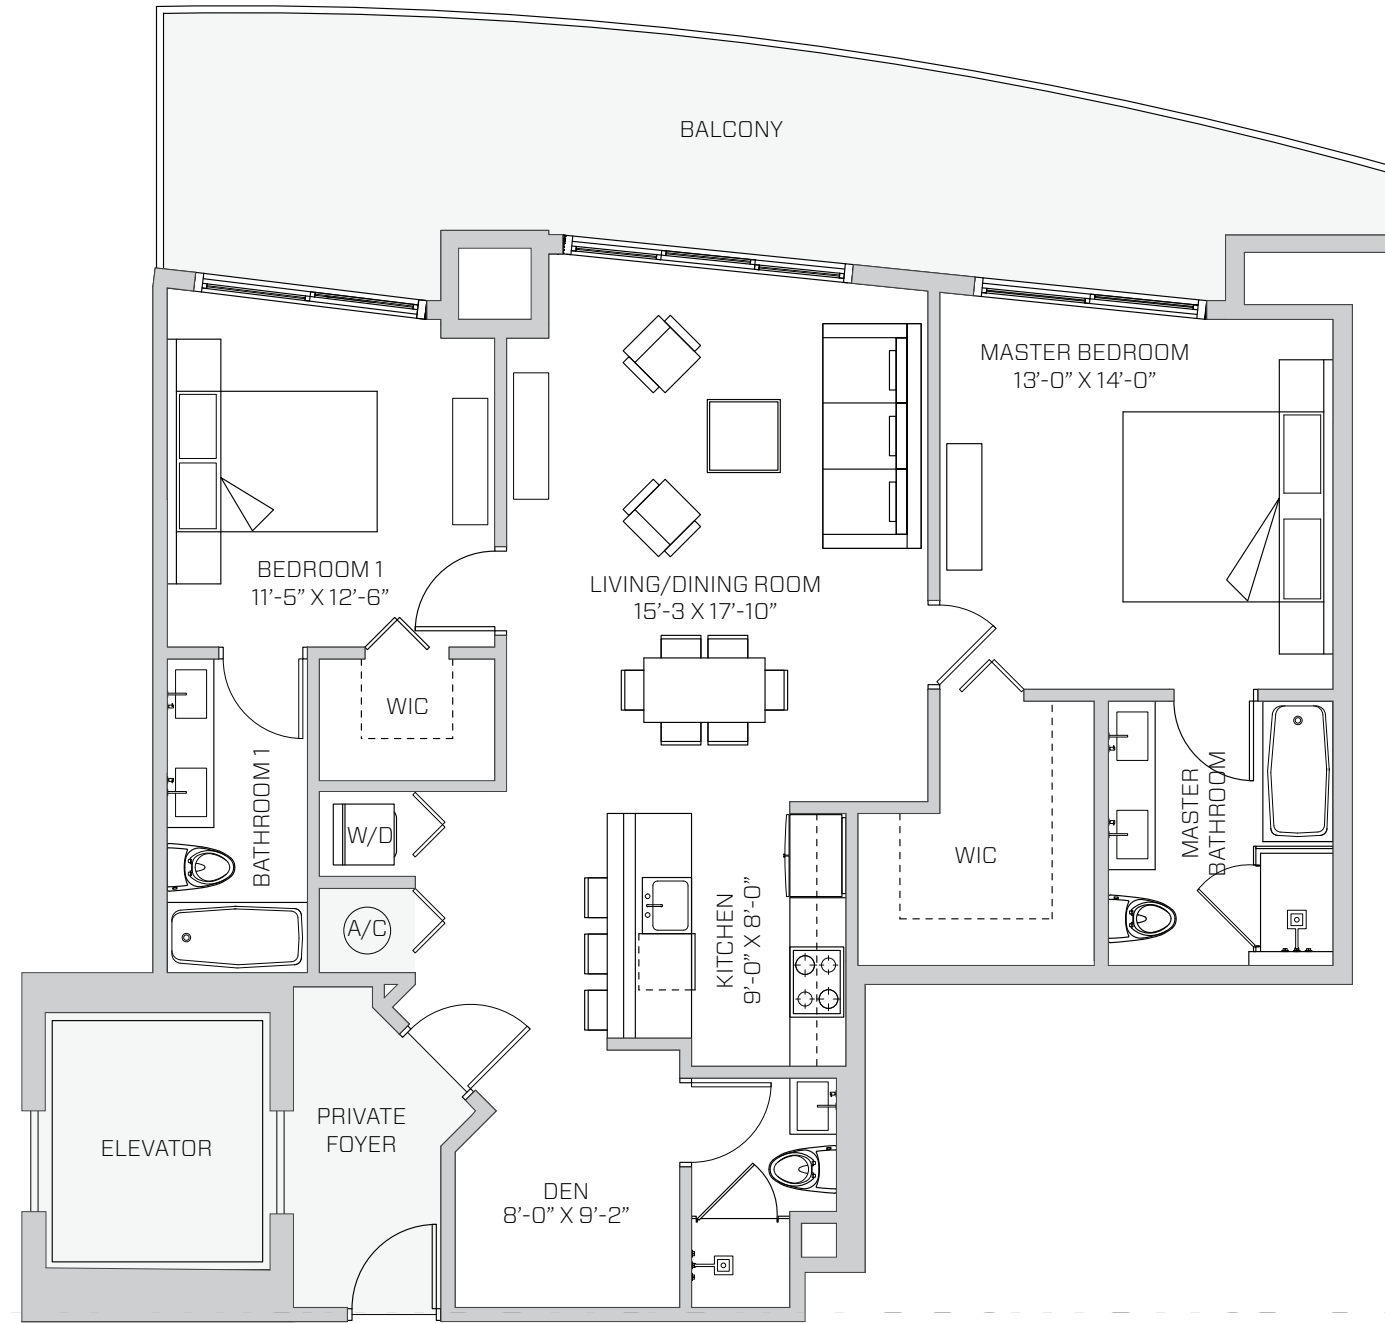 BALCONY
MASTER BEDROOM
13’-0” X 14’-0”
BEDROOM 1
11’-5” X 12’-6”
LIVING/DINING ROOM
15’-3 X 17’-10”
WIC
BATHROOM 1
W/D
A/C
KITCHEN
9’-0” X 8’-0”
WIC
MASTER
BATHROOM
ELEVATOR
PRIVATE
FOYER
DEN
8’-0” X 9’-2”